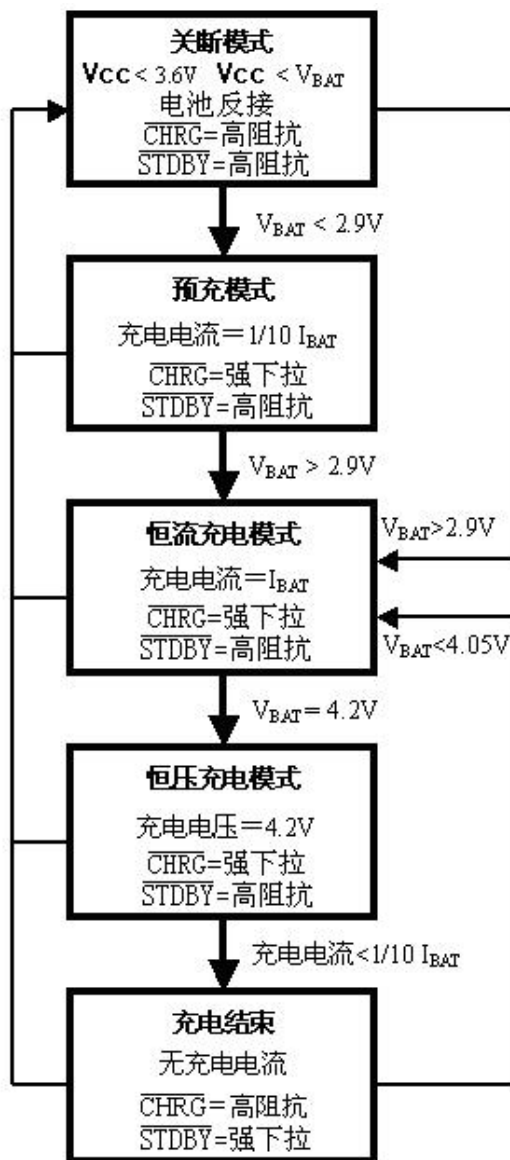 关断模式
Vcc < 3.6V Vcc < VBAT
电池反接
CHRG=高阻抗
STDBY=高阻抗
VBAT < 2.9V
预充模式
充电电流=1/10 IBAT
CHRG=强下拉
STDBY=高阻抗
VBAT > 2.9V
恒流充电模式
充电电流=IBAT
CHRG=强下拉
STDBY=高阻抗
VBAT>2.9V
VBAT<4.05V
VBAT= 4.2V
恒压充电模式
充电电压=4.2V
CHRG=强下拉
STDBY=高阻抗
充电电流<1/10 IBAT
充电结束
无充电电流
CHRG=高阻抗
STDBY=强下拉